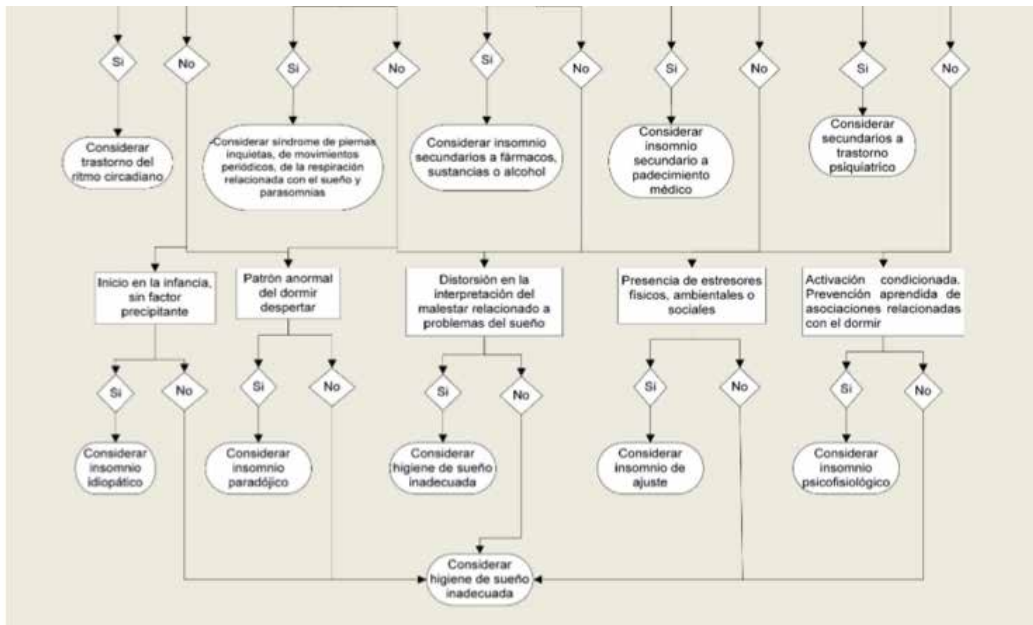 Si
No
Si
No
Si
No
Si
No
Si
No
Considerar
trastorno del
ritmo circadiano
-Considerar síndrome de piernas
inquietas, de movimientos
periódicos, de la respiración
relacionada con el sueño y
parasomnias
Considerar insomnio
secundarios a fármacos,
sustancias o alcohol
Considerar
insomnio
secundario a
padecimiento
médico
Considerar
secundarios a
trastorno
psiquiatrico
Inicio en la infancia,
sin factor
precipitante
Patrón anormal
del dormir
despertar
Distorsión en la
interpretación del
malestar relacionado a
problemas del sueño
Presencia de estresores
físicos, ambientales o
sociales
Activación condicionada.
Prevención aprendida de
asociaciones relacionadas
con el dormir
Si
No
Si
No
Si
No
Si
No
Si
No
Considerar
insomnio
idiopático
Considerar
insomnio
paradójico
Considerar
higiene de sueño
inadecuada
Considerar
insomnio de
ajuste
Considerar
insomnio
psicofisiológico
Considerar
higiene de sueño
inadecuada